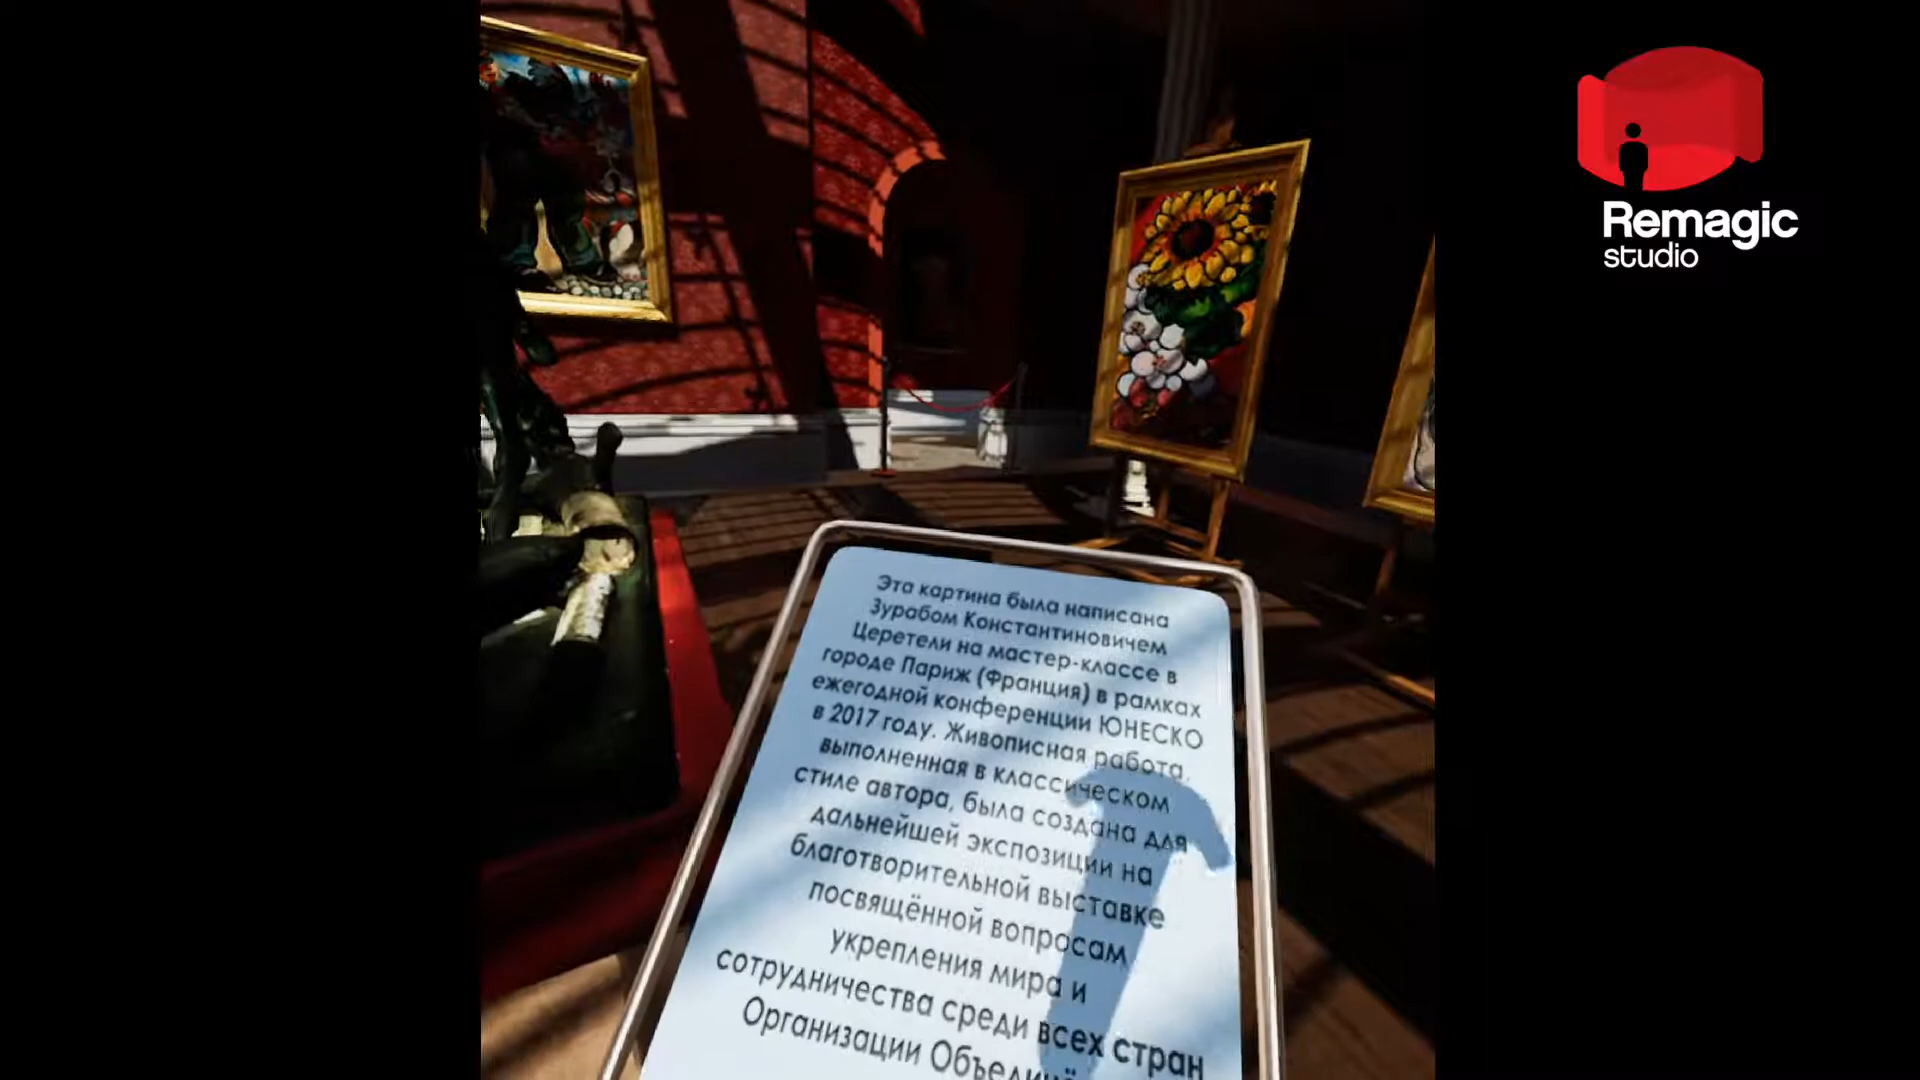 Remagic
studio
Эта картина была написана
Зурабом Константиновичем
Церетели на мастер-классе в
городе Париж (Франция) в рамках
ежегодной конференции ЮНЕСКО
в 2017 году. Живописная работа,
выполненная в классическом
стиле автора, была создана для
дальнейшей экспозиции на
благотворительной выставке
посвящённой вопросам
укрепления мира и
сотрудничества среди всех стран
Организации